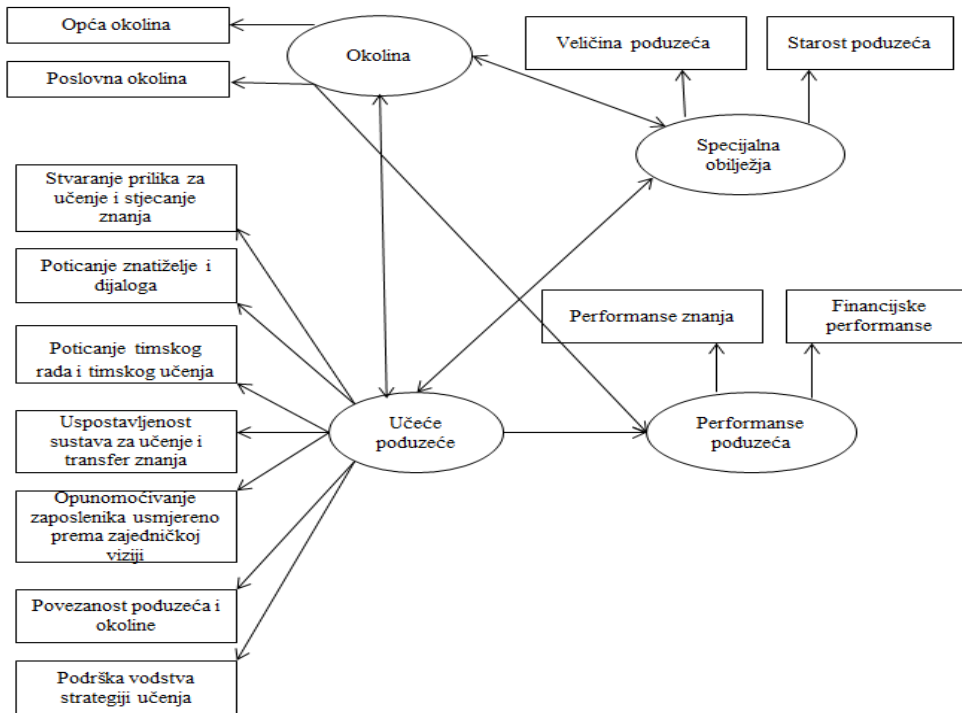 Opća okolina
Poslovna okolina
Okolina
Veličina poduzeća
Starost poduzeća
Specijalna
obilježja
Stvaranje prilika za
učenje i stjecanje
znanja
Poticanje znatiželje i
dijaloga
Poticanje timskog
rada i timskog učenja
Uspostavljenost
sustava za učenje i
transfer znanja
Opunomoćivanje
zaposlenika usmjereno
prema zajedničkoj
viziji
Povezanost poduzeća i
okoline
Podrška vodstva
strategiji učenja
Učeće
poduzeće
Performanse znanja
Financijske
performanse
Performanse
poduzeća